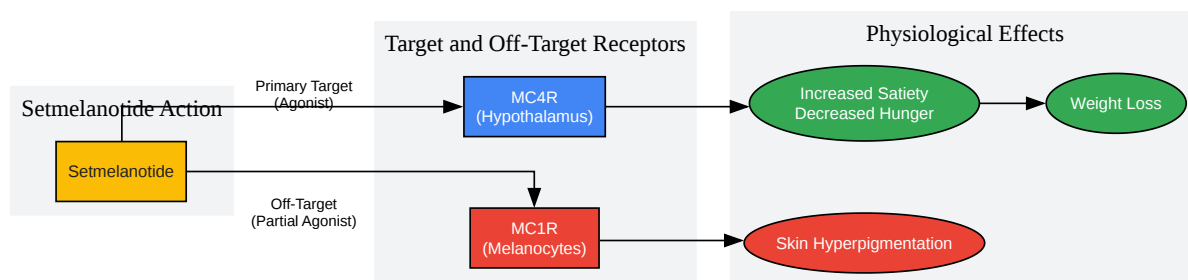 Setmelanotide Action
Setmelanotide
Primary Target
(Agonist)
Off-Target
(Partial Agonist)
Target and Off-Target Receptors
MC4R
(Hypothalamus)
MC1R
(Melanocytes)
Physiological Effects
Increased Satiety
Decreased Hunger
Weight Loss
Skin Hyperpigmentation